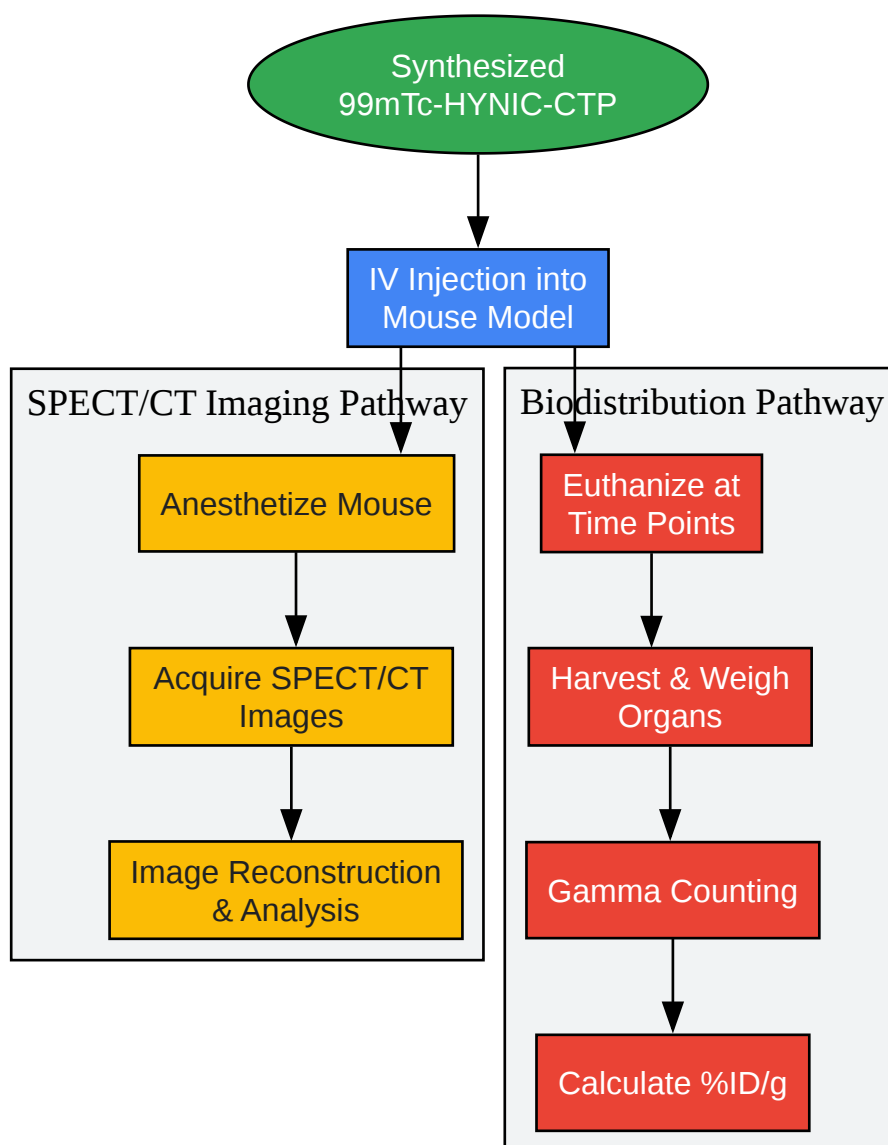 Synthesized
99mTc-HYNIC-CTP
IV Injection into
Mouse Model
SPECT/CT Imaging Pathway
Anesthetize Mouse
Acquire SPECT/CT
Images
Image Reconstruction
& Analysis
Biodistribution Pathway
Euthanize at
Time Points
Harvest & Weigh
Organs
Gamma Counting
Calculate %ID/g